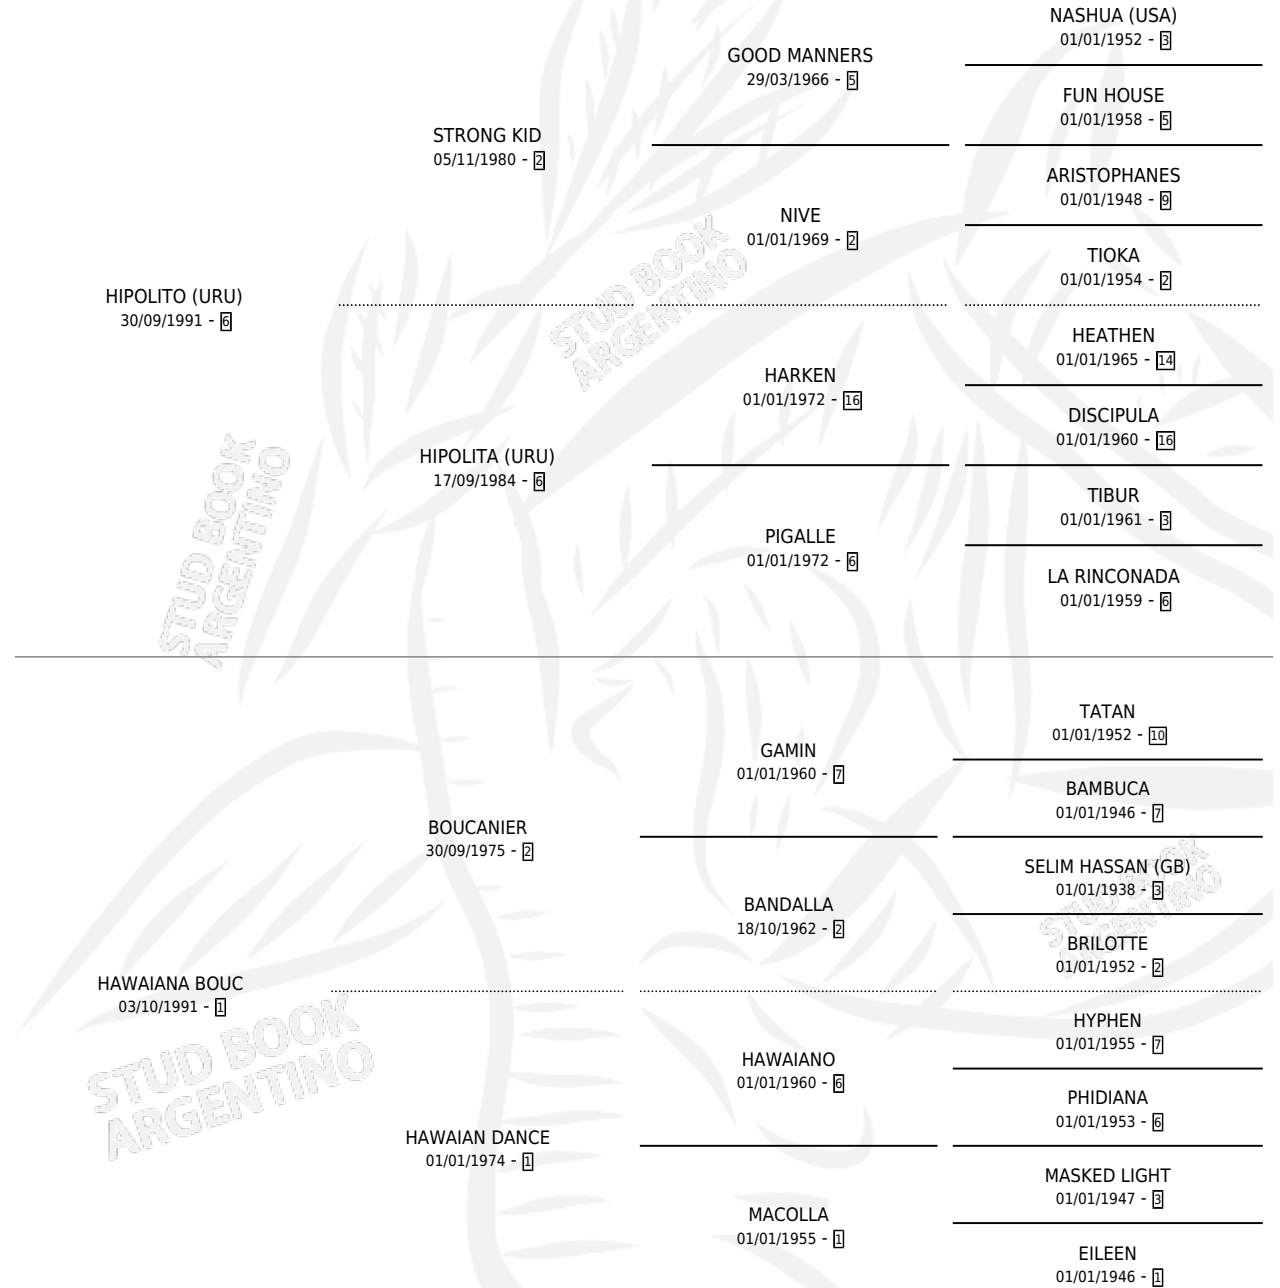 NASHUA (USA)
01/01/1952 - 3
GOOD MANNERS
29/03/1966 - 5
FUN HOUSE
01/01/1958 - 5
STRONG KID
05/11/1980 - 2
ARISTOPHANES
01/01/1948 - 9
NIVE
01/01/1969 - 2
TIOKA
01/01/1954 - 2
HIPOLITO (URU)
30/09/1991 - 6
STUD BOOK
ARGENTINO
HEATHEN
01/01/1965 - 14
HARKEN
01/01/1972 - 16
DISCIPULA
01/01/1960 - 16
HIPOLITA (URU)
17/09/1984 - 6
TIBUR
01/01/1961 - 3
PIGALLE
01/01/1972 - 6
LA RINCONADA
01/01/1959 - 6
STUD BOOK
ARGENTINO
TATAN
01/01/1952 - 10
GAMIN
01/01/1960 - 7
BAMBUCA
01/01/1946 - 7
BOUCANIER
30/09/1975 - 2
SELIM HASSAN (GB)
01/01/1938 - 3
BANDALLA
18/10/1962 - 2
BRILOTTE
01/01/1952 - 2
STUD BOOK
ARGENTINO
HAWAIANA BOUC
03/10/1991 - 1
HYPHEN
01/01/1955 - 7
HAWAIANO
01/01/1960 - 6
PHIDIANA
01/01/1953 - 6
STUD BOOK
ARGENTINO
HAWAIAN DANCE
01/01/1974 - 1
MASKED LIGHT
01/01/1947 - 3
MACOLLA
01/01/1955 - 1
EILEEN
01/01/1946 - 1